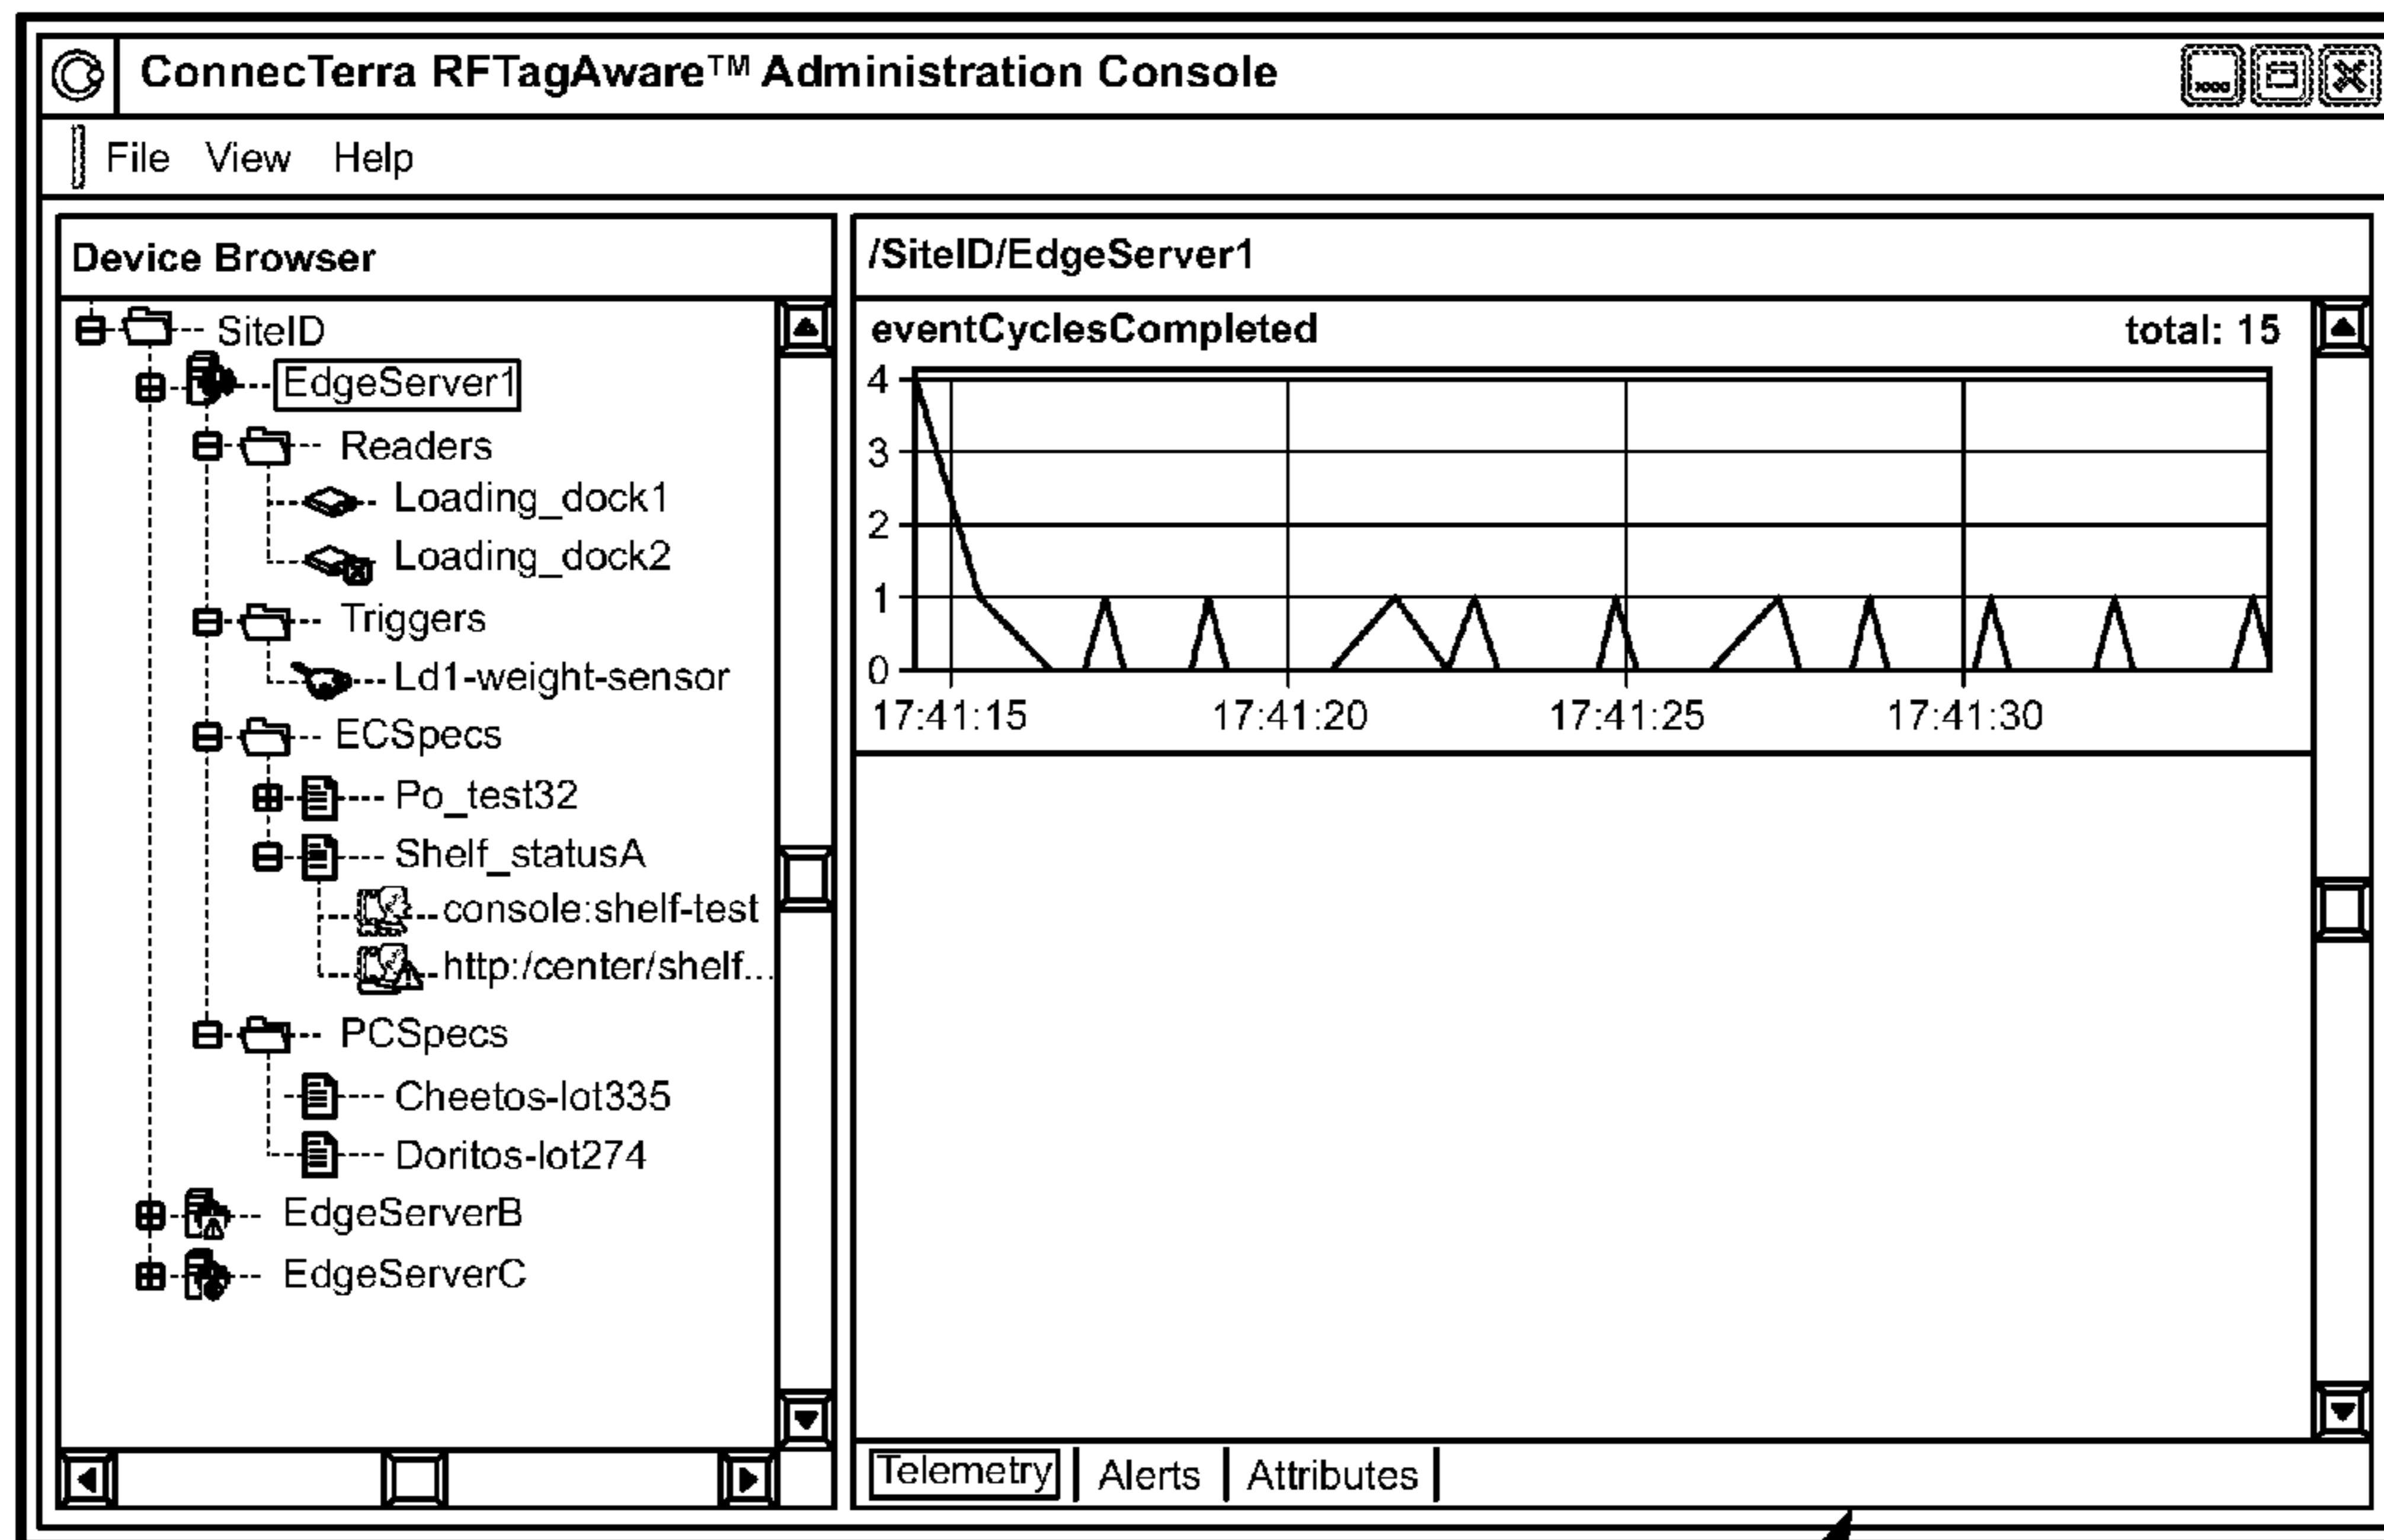 ConnecTerra RFTagAware™ Administration Console
File View Help
Device Browser
SiteID
EdgeServer1
Readers
Loading_dock1
Loading_dock2
Triggers
Ld1-weight-sensor
ECSpecs
Po_test32
Shelf_statusA
console:shelf-test
http:/center/shelf...
PCSpecs
Cheetos-lot335
Doritos-lot274
EdgeServerB
EdgeServerC
/SiteID/EdgeServer1
eventCyclesCompleted total: 15
4
3
2
1
0
17:41:15 17:41:20 17:41:25 17:41:30
Telemetry Alerts Attributes